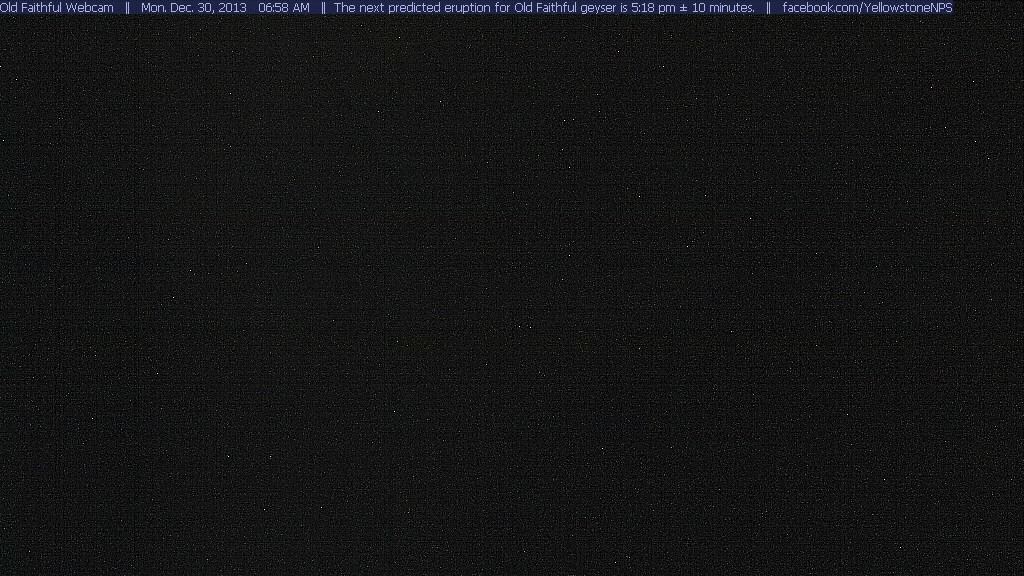 Old Faithful Webcam || Mon. Dec. 30, 2013 06:58 AM || The next predicted eruption for Old Faithful geyser is 5:18 pm ± 10 minutes. || facebook.com/YellowstoneNPS